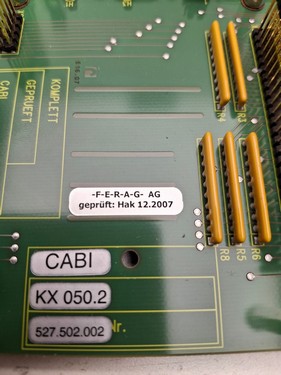 KOMPLETT
GEPRUEFT
CABI
R4
R3
-F-E-R-A-G- AG
geprüft: Hak 12.2007
R8
R5
R6
CABI
KX 050.2
527.502.002
Nr.